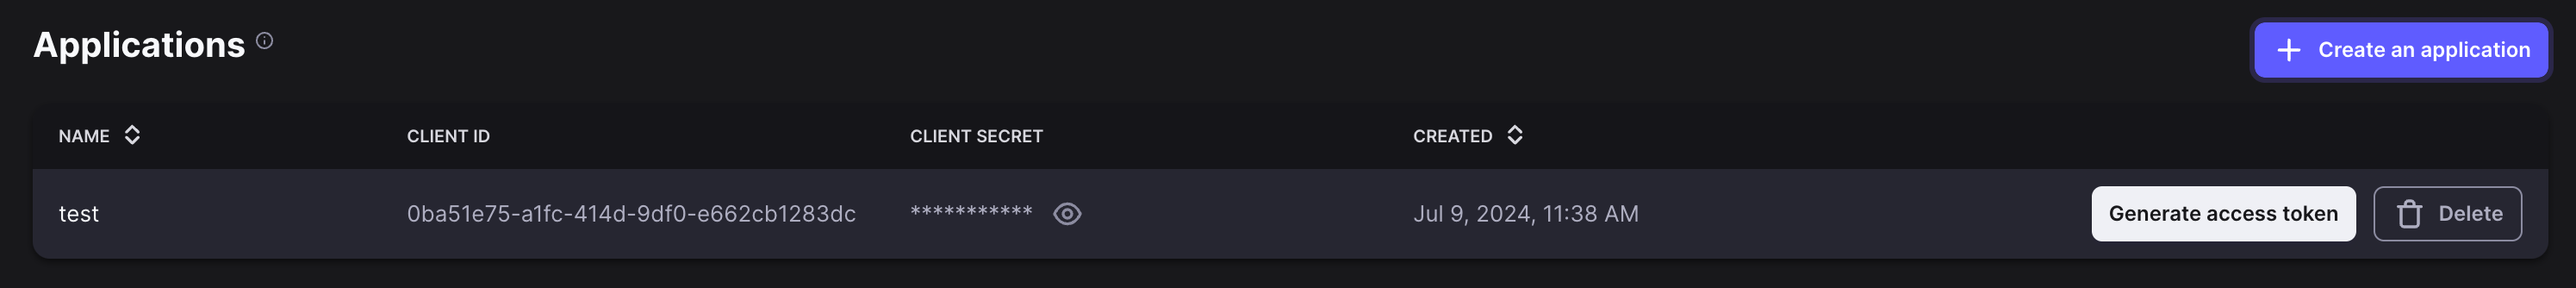 Applications
+ Create an application
NAME CLIENT ID CLIENT SECRET CREATED
test 0ba51e75-a1fc-414d-9df0-e662cb1283dc *********** Jul 9, 2024, 11:38 AM Generate access token Delete